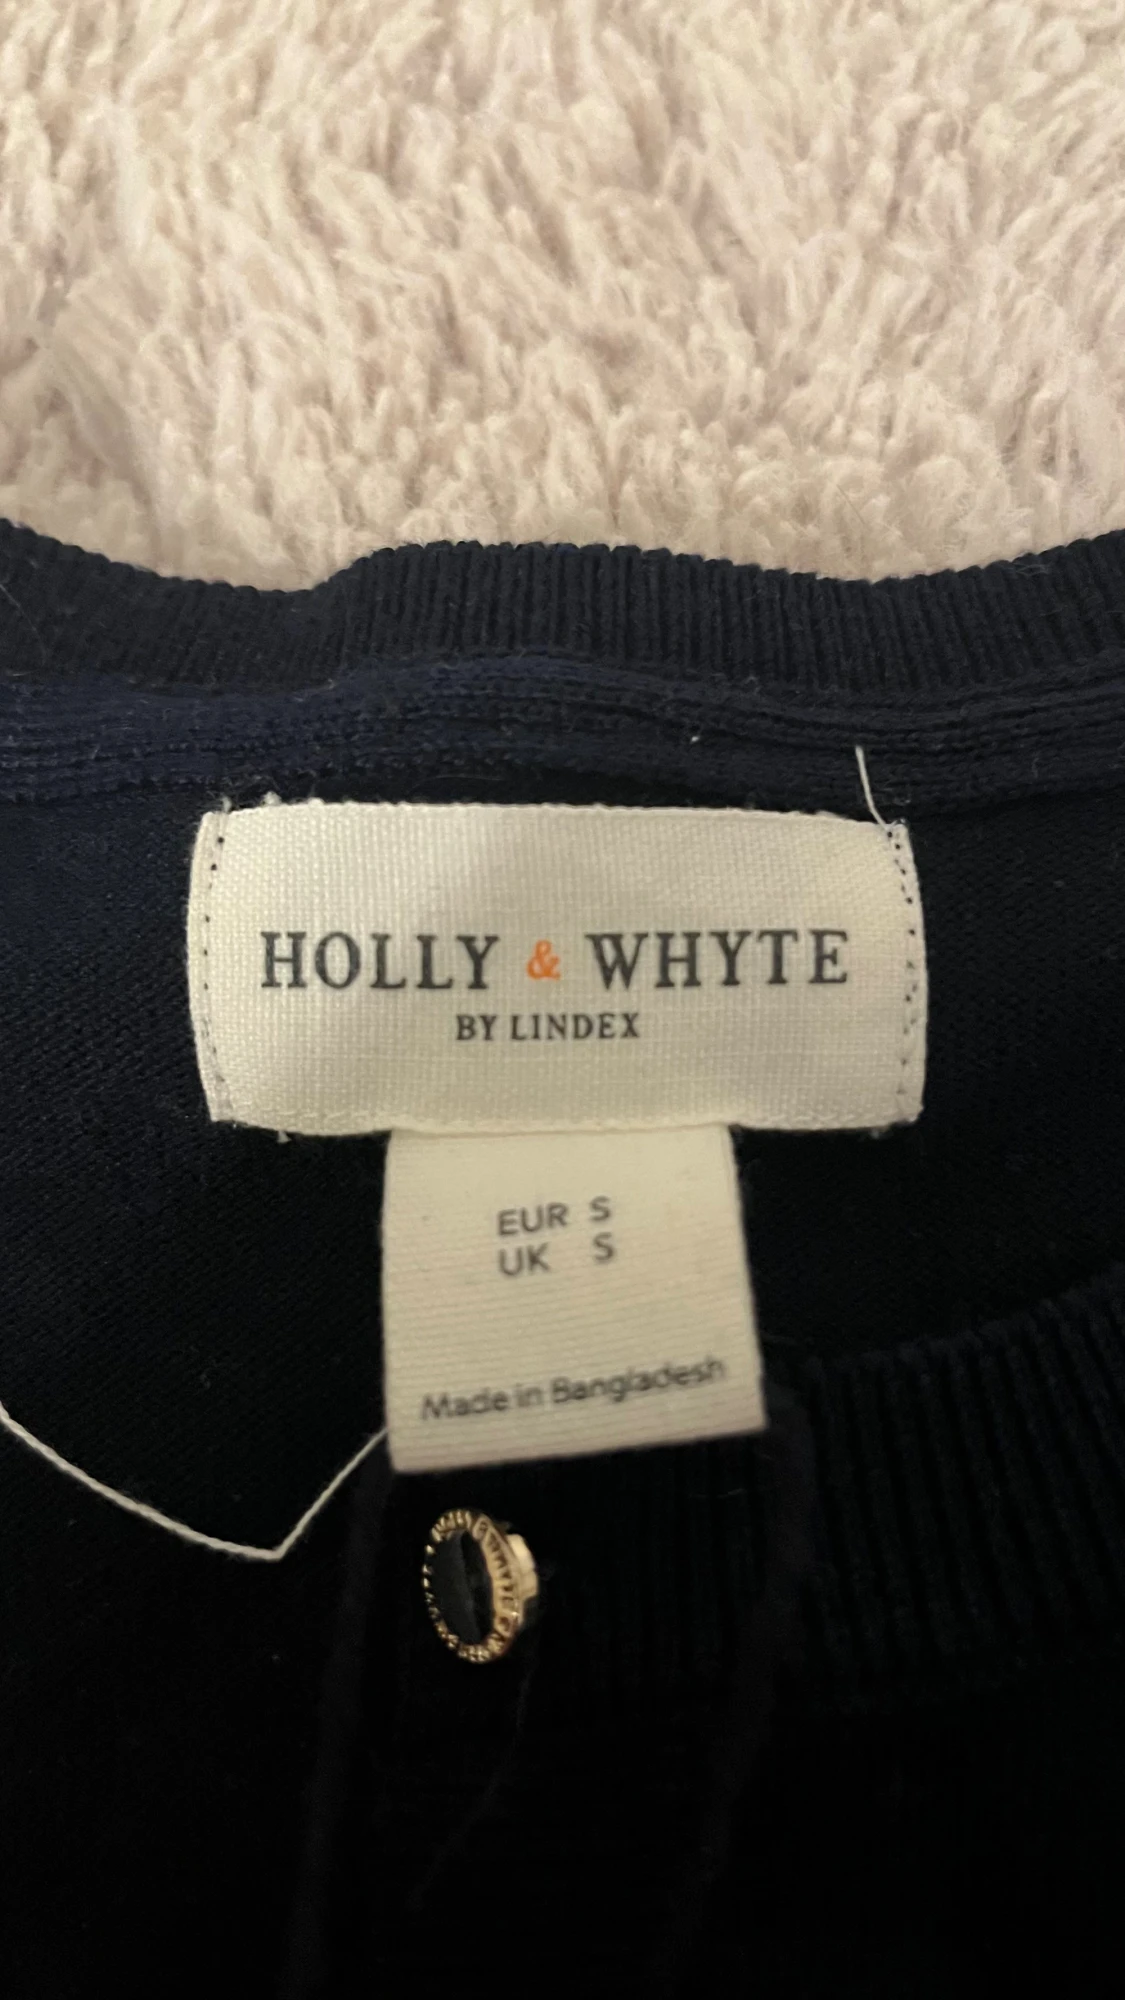 HOLLY & WHYTE
BY LINDEX
EUR S
UK S
Made in Bangladesh